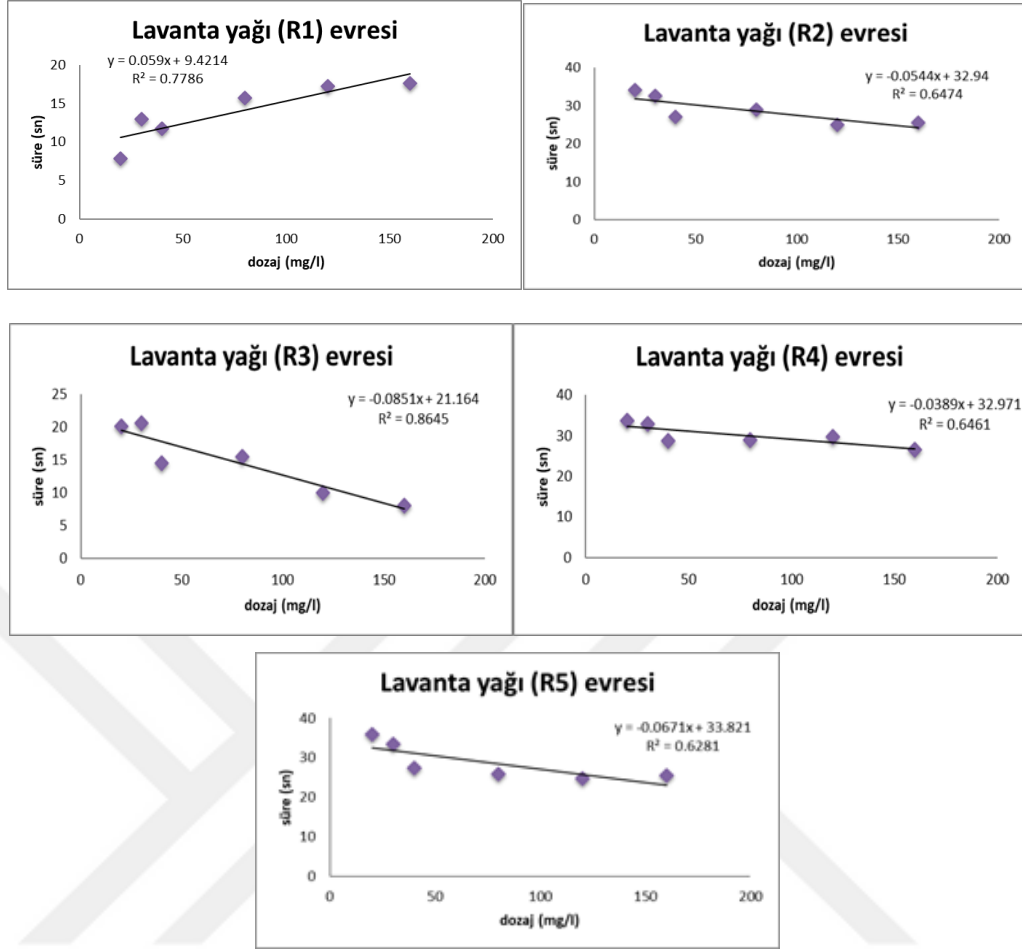 Lavanta yağı (R1) evresi
y = 0.059x + 9.4214
R² = 0.7786
süre (sn)
20
15
10
5
0
0 50 100 150 200
dozaj (mg/l)
Lavanta yağı (R2) evresi
y = -0.0544x + 32.94
R² = 0.6474
süre (sn)
40
30
20
10
0
0 50 100 150 200
dozaj (mg/l)
Lavanta yağı (R3) evresi
y = -0.0851x + 21.164
R² = 0.8645
süre (sn)
25
20
15
10
5
0
0 50 100 150 200
dozaj (mg/l)
Lavanta yağı (R4) evresi
y = -0.0389x + 32.971
R² = 0.6461
süre (sn)
40
30
20
10
0
0 50 100 150 200
dozaj (mg/l)
Lavanta yağı (R5) evresi
y = -0.0671x + 33.821
R² = 0.6281
süre (sn)
40
30
20
10
0
0 50 100 150 200
dozaj (mg/l)